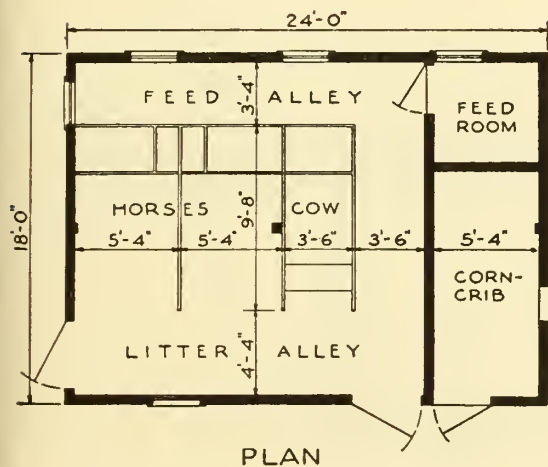 24'-0"
FEED ALLEY
3'-4"
FEED
ROOM
18'-0"
HORSES
COW
9'-8"
5'-4"
5'-4"
3'-6"
3'-6"
5'-4"
CORN-
CRIB
LITTER ALLEY
4'-4"
PLAN